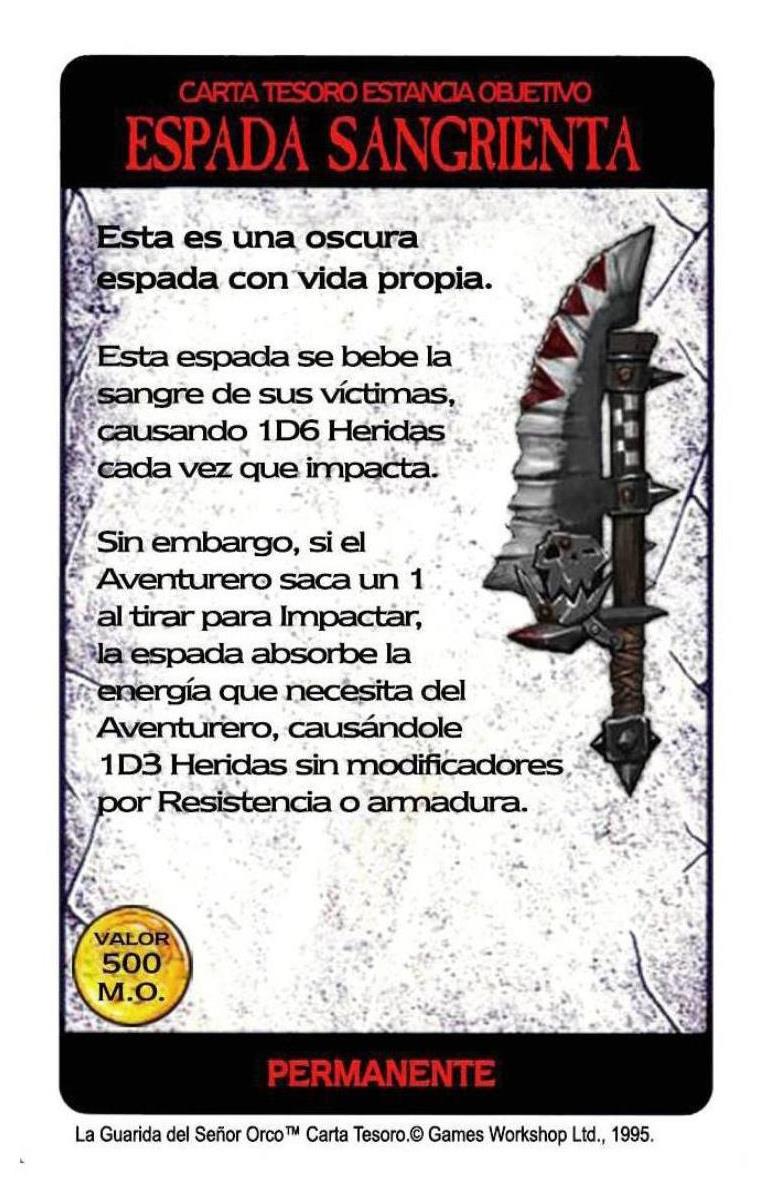 CARTA TESORO ESTANCIA OBJETIVO
ESPADA SANGRIENTA
Esta es una oscura
espada con vida propia.
Esta espada se bebe la
sangre de sus víctimas,
causando 1D6 Heridas
cada vez que impacta.
Sin embargo, si el
Aventurero saca un 1
al tirar para Impactar,
la espada absorbe la
energía que necesita del
Aventurero, causándole
1D3 Heridas sin modificadores
por Resistencia o armadura.
VALOR
500
M.O.
PERMANENTE
La Guarida del Señor Orco™ Carta Tesoro.© Games Workshop Ltd., 1995.